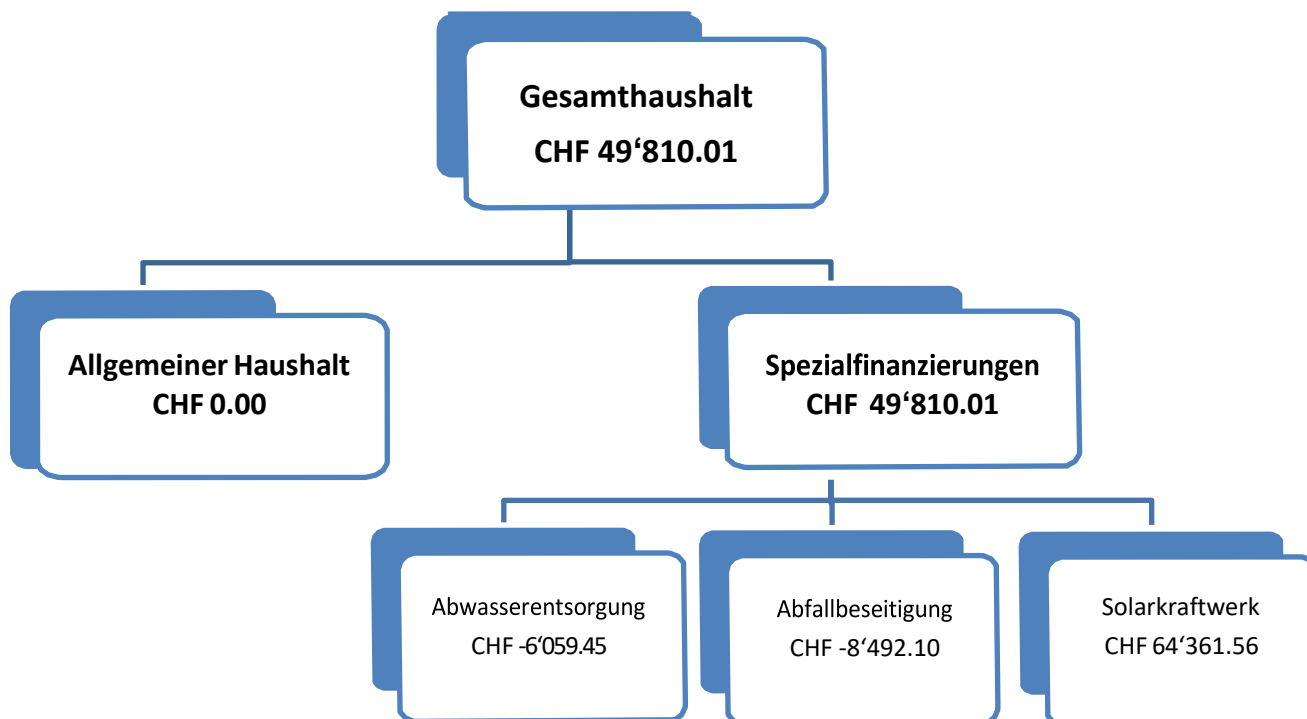 Gesamthaushalt
CHF 49‘810.01
Allgemeiner Haushalt
CHF 0.00
Spezialfinanzierungen
CHF 49‘810.01
Abwasserentsorgung
CHF -6‘059.45
Abfallbeseitigung
CHF -8‘492.10
Solarkraftwerk
CHF 64‘361.56